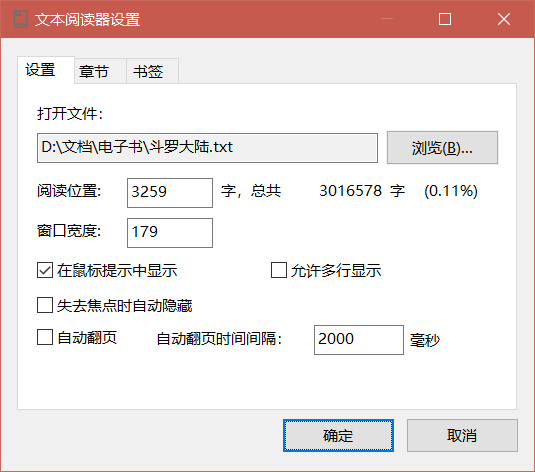 文本阅读器设置
设置 章节 书签
打开文件：
D:\文档\电子书\斗罗大陆.txt 浏览(B)...
阅读位置: 3259 字，总共 3016578 字 (0.11%)
窗口宽度: 179
在鼠标提示中显示 允许多行显示
失去焦点时自动隐藏
自动翻页 自动翻页时间间隔： 2000 毫秒
确定 取消